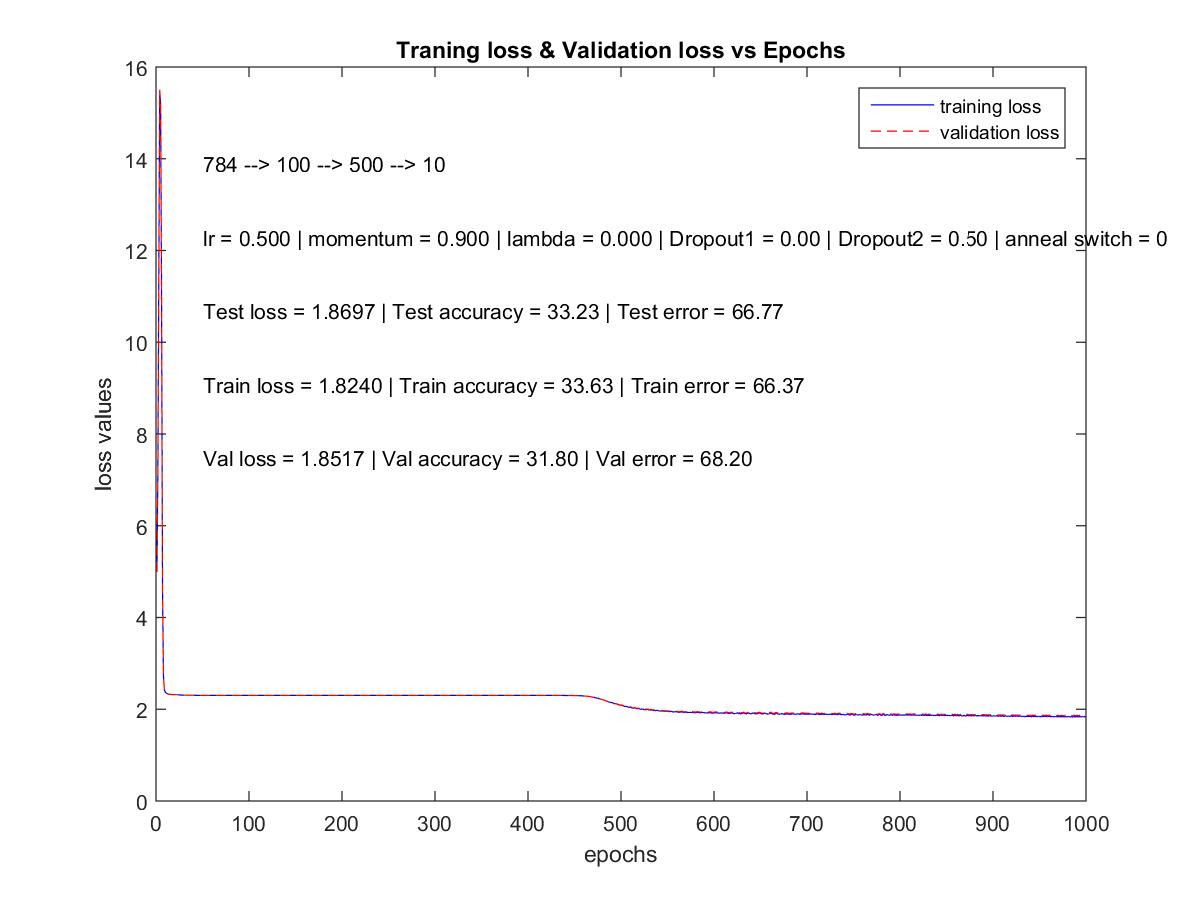 Traning loss & Validation loss vs Epochs
16
14
12
10
8
6
4
2
0
loss values
training loss
validation loss
784 --> 100 --> 500 --> 10
lr = 0.500 | momentum = 0.900 | lambda = 0.000 | Dropout1 = 0.00 | Dropout2 = 0.50 | anneal switch = 0
Test loss = 1.8697 | Test accuracy = 33.23 | Test error = 66.77
Train loss = 1.8240 | Train accuracy = 33.63 | Train error = 66.37
Val loss = 1.8517 | Val accuracy = 31.80 | Val error = 68.20
0 100 200 300 400 500 600 700 800 900 1000
epochs